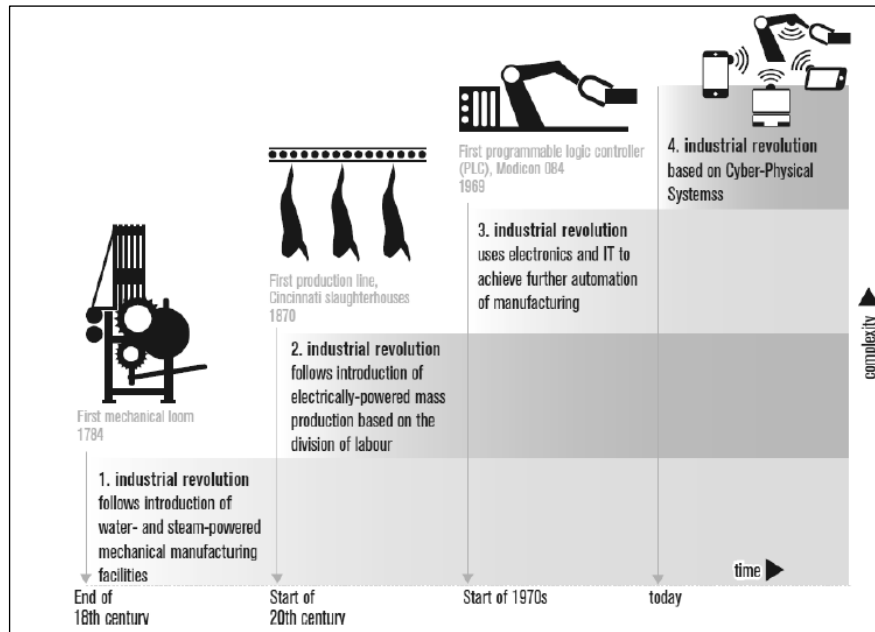 First mechanical loom
1784
1. industrial revolution
follows introduction of
water- and steam-powered
mechanical manufacturing
facilities
End of
18th century
First production line,
Cincinnati slaughterhouses
1870
2. industrial revolution
follows introduction of
electrically-powered mass
production based on the
division of labour
Start of
20th century
First programmable logic controller
(PLC), Modicon 084
1969
3. industrial revolution
uses electronics and IT to
achieve further automation
of manufacturing
Start of 1970s
4. industrial revolution
based on Cyber-Physical
Systemss
today
time
complexity